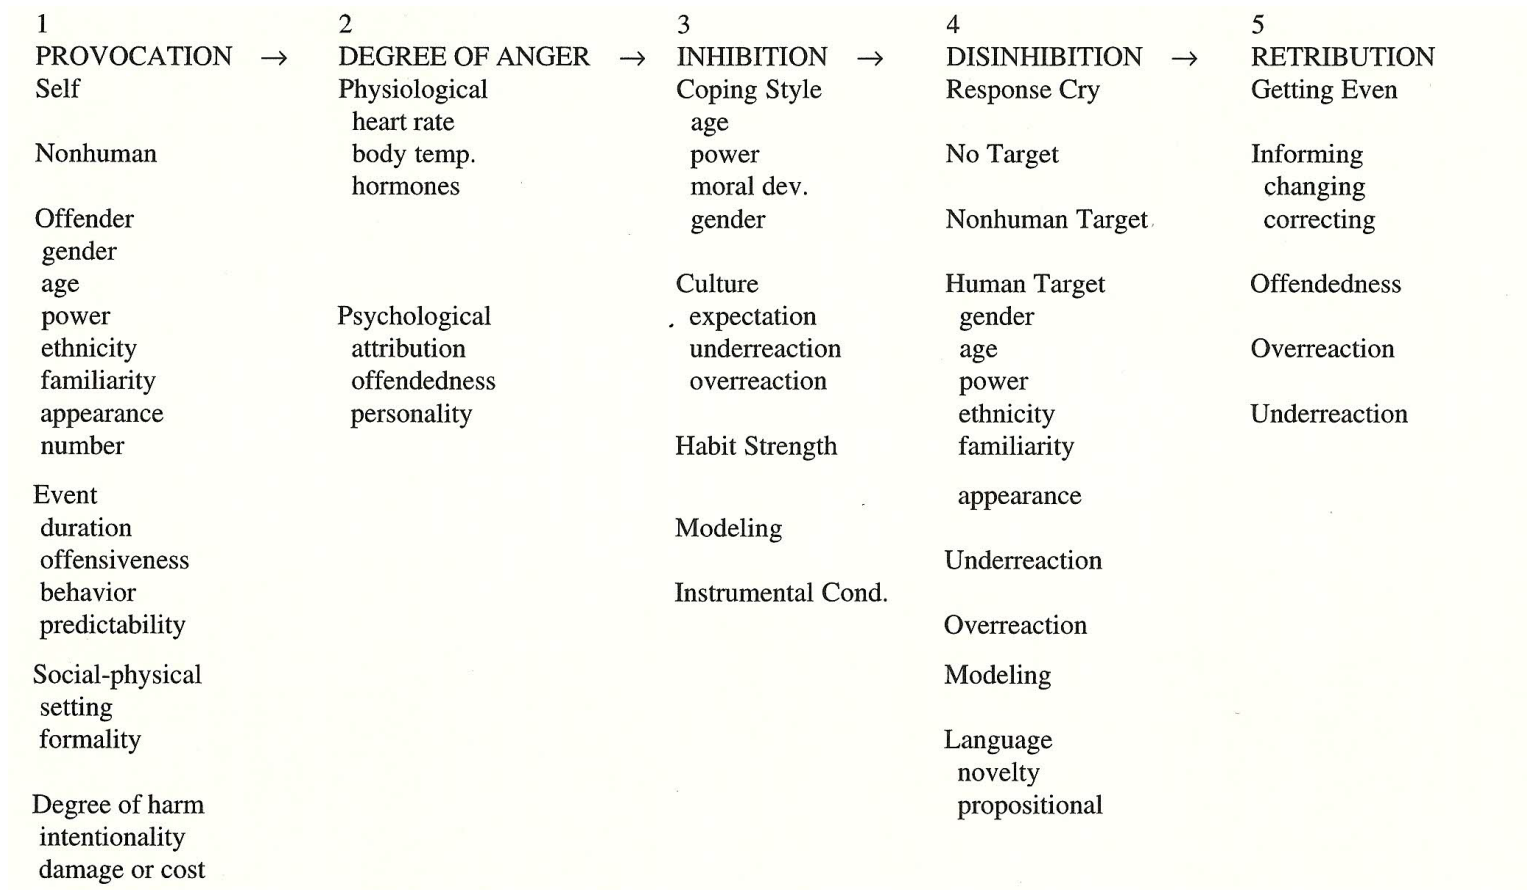 1
PROVOCATION →
Self
Nonhuman
Offender
gender
age
power
ethnicity
familiarity
appearance
number
Event
duration
offensiveness
behavior
predictability
Social-physical
setting
formality
Degree of harm
intentionality
damage or cost
2
DEGREE OF ANGER →
Physiological
heart rate
body temp.
hormones
Psychological
attribution
offendedness
personality
3
INHIBITION →
Coping Style
age
power
moral dev.
gender
Culture
expectation
underreaction
overreaction
Habit Strength
Modeling
Instrumental Cond.
4
DISINHIBITION →
Response Cry
No Target
Nonhuman Target
Human Target
gender
age
power
ethnicity
familiarity
appearance
Underreaction
Overreaction
Modeling
Language
novelty
propositional
5
RETRIBUTION
Getting Even
Informing
changing
correcting
Offendedness
Overreaction
Underreaction